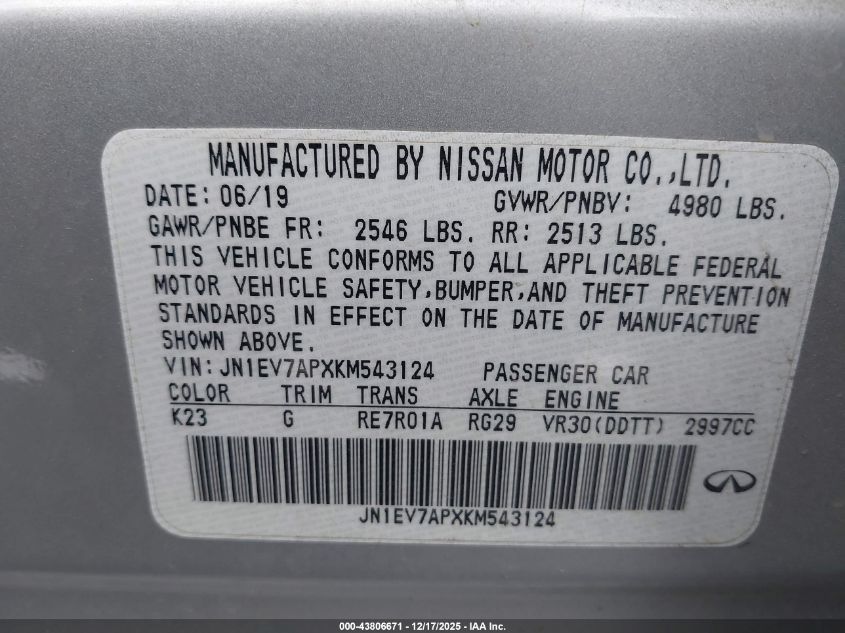 MANUFACTURED BY NISSAN MOTOR CO.,LTD.
DATE: 06/19 GVWR/PNBV: 4980 LBS.
GAWR/PNBE FR: 2546 LBS. RR: 2513 LBS.
THIS VEHICLE CONFORMS TO ALL APPLICABLE FEDERAL
MOTOR VEHICLE SAFETY,BUMPER,AND THEFT PREVENTION
STANDARDS IN EFFECT ON THE DATE OF MANUFACTURE
SHOWN ABOVE.
VIN: JN1EV7APXKM543124 PASSENGER CAR
COLOR TRIM TRANS AXLE ENGINE
K23 G RE7R01A RG29 VR30(DDTT) 2997CC
JN1EV7APXKM543124
000-43806671 - 12/17/2025 - IAA Inc.